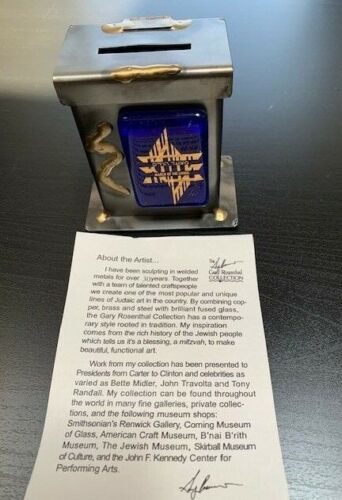 MARCH OF THE LIVING
About the Artist...
The
Gary Rosenthal
COLLECTION
I have been sculpting in welded
metals for over 30 years. Together
with a team of talented craftspeople
we create one of the most popular and unique
lines of Judaic art in the country. By combining cop-
per, brass and steel with brilliant fused glass,
the Gary Rosenthal Collection has a contempo-
rary style rooted in tradition. My inspiration
comes from the rich history of the Jewish people
which tells us it's a blessing, a mitzvah, to make
beautiful, functional art.
Work from my collection has been presented to
Presidents from Carter to Clinton and celebrities as
varied as Bette Midler, John Travolta and Tony
Randall. My collection can be found throughout
the world in many fine galleries, private collec-
tions, and the following museum shops:
Smithsonian's Renwick Gallery, Corning Museum
of Glass, American Craft Museum, B'nai B'rith
Museum, The Jewish Museum, Skirball Museum
of Culture, and the John F. Kennedy Center for
Performing Arts.